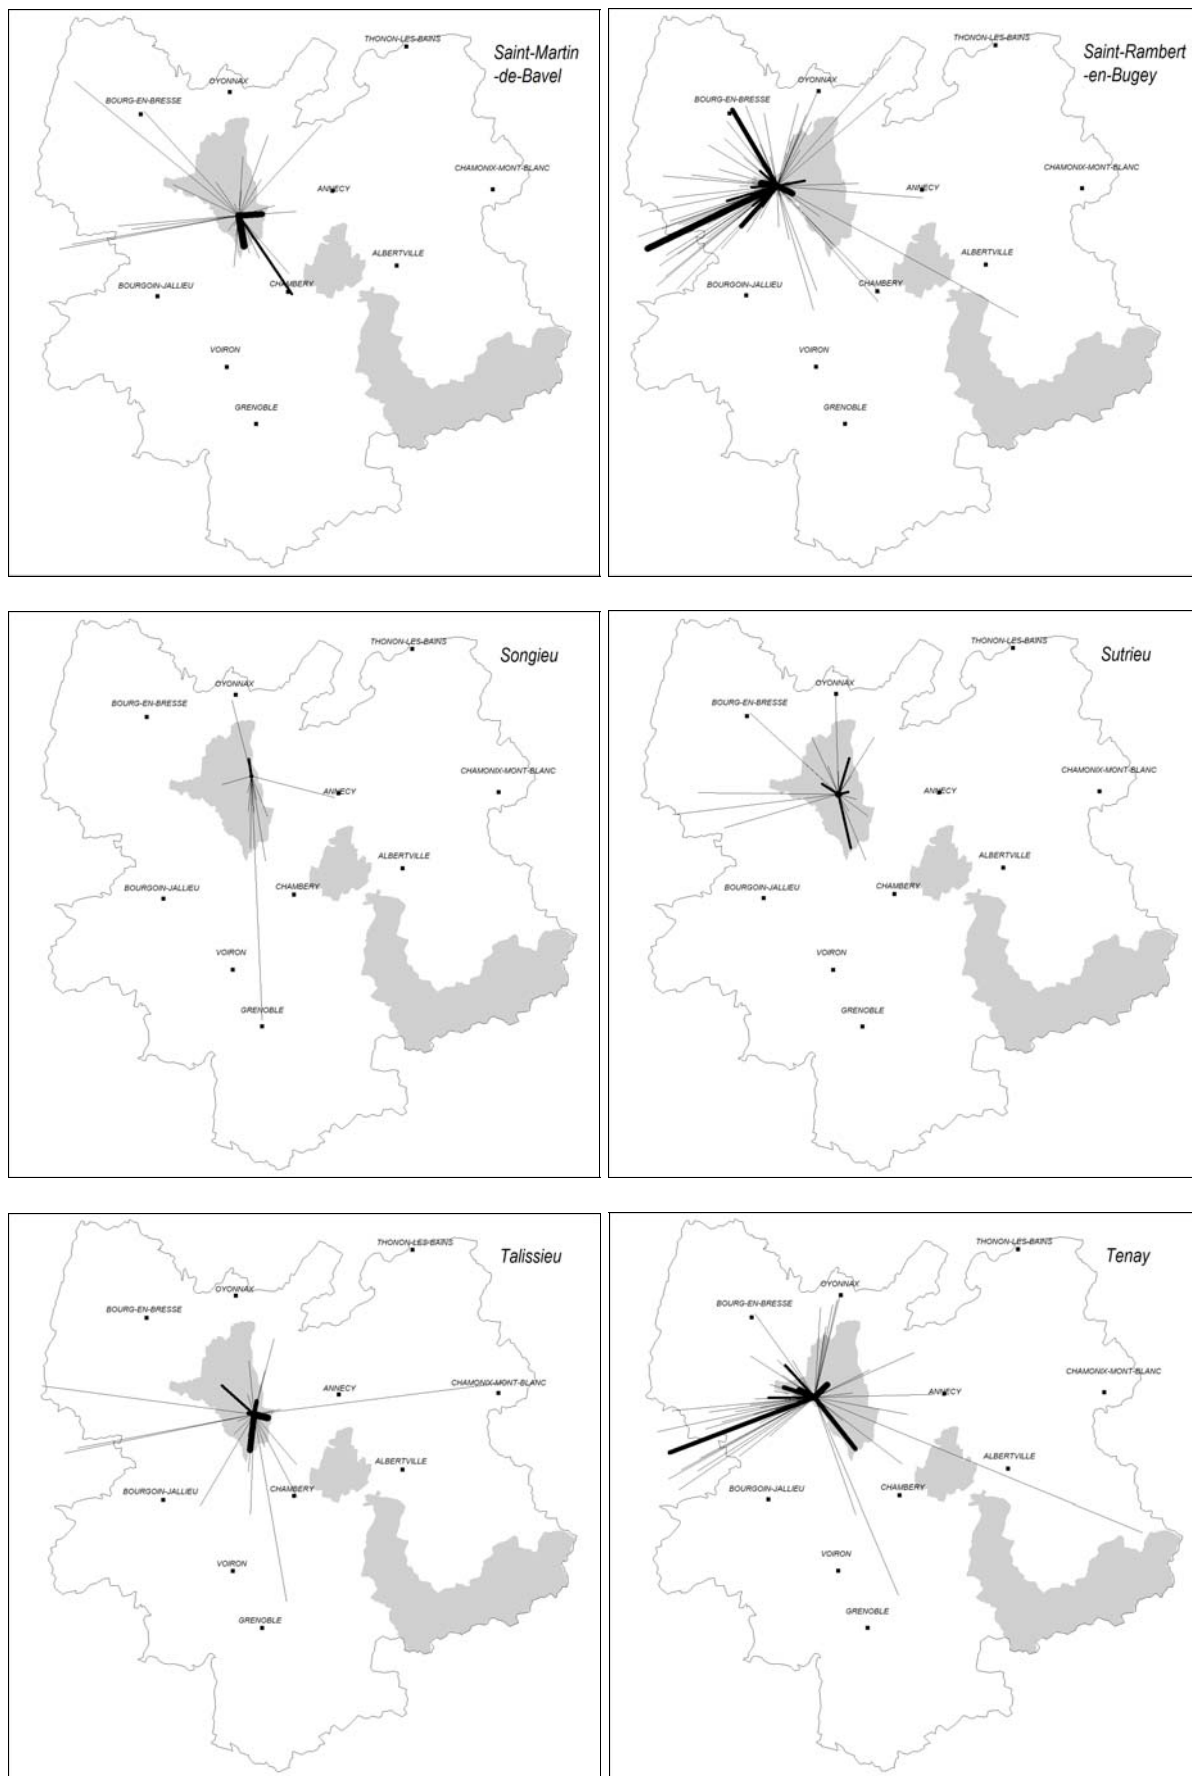 THONON-LES-BAINS
Saint-Martin
-de-Bavel
OYONNAX
BOURG-EN-BRESSE
CHAMONIX-MONT-BLANC
ANNECY
ALBERTVILLE
BOURGOIN-JALLIEU
CHAMBERY
VOIRON
GRENOBLE
THONON-LES-BAINS
Saint-Rambert
-en-Bugey
OYONNAX
BOURG-EN-BRESSE
CHAMONIX-MONT-BLANC
ANNECY
ALBERTVILLE
BOURGOIN-JALLIEU
CHAMBERY
VOIRON
GRENOBLE
THONON-LES-BAINS
Songieu
OYONNAX
BOURG-EN-BRESSE
CHAMONIX-MONT-BLANC
ANNECY
ALBERTVILLE
BOURGOIN-JALLIEU
CHAMBERY
VOIRON
GRENOBLE
THONON-LES-BAINS
Sutrieu
OYONNAX
BOURG-EN-BRESSE
CHAMONIX-MONT-BLANC
ANNECY
ALBERTVILLE
BOURGOIN-JALLIEU
CHAMBERY
VOIRON
GRENOBLE
THONON-LES-BAINS
Talissieu
OYONNAX
BOURG-EN-BRESSE
CHAMONIX-MONT-BLANC
ANNECY
ALBERTVILLE
BOURGOIN-JALLIEU
CHAMBERY
VOIRON
GRENOBLE
THONON-LES-BAINS
Tenay
OYONNAX
BOURG-EN-BRESSE
CHAMONIX-MONT-BLANC
ANNECY
ALBERTVILLE
BOURGOIN-JALLIEU
CHAMBERY
VOIRON
GRENOBLE